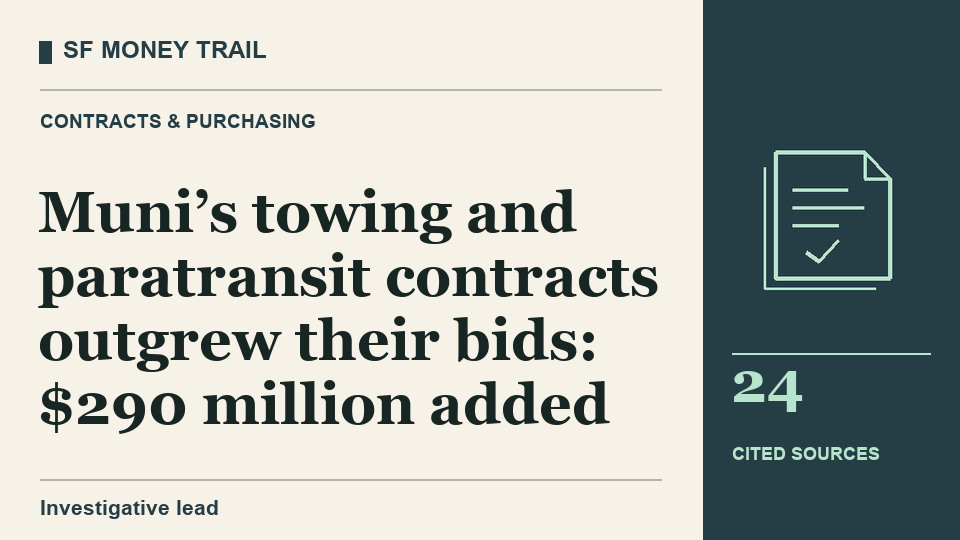 SF MONEY TRAIL
CONTRACTS & PURCHASING
Muni’s towing and
paratransit contracts
outgrew their bids:
$290 million added
Investigative lead
24
CITED SOURCES